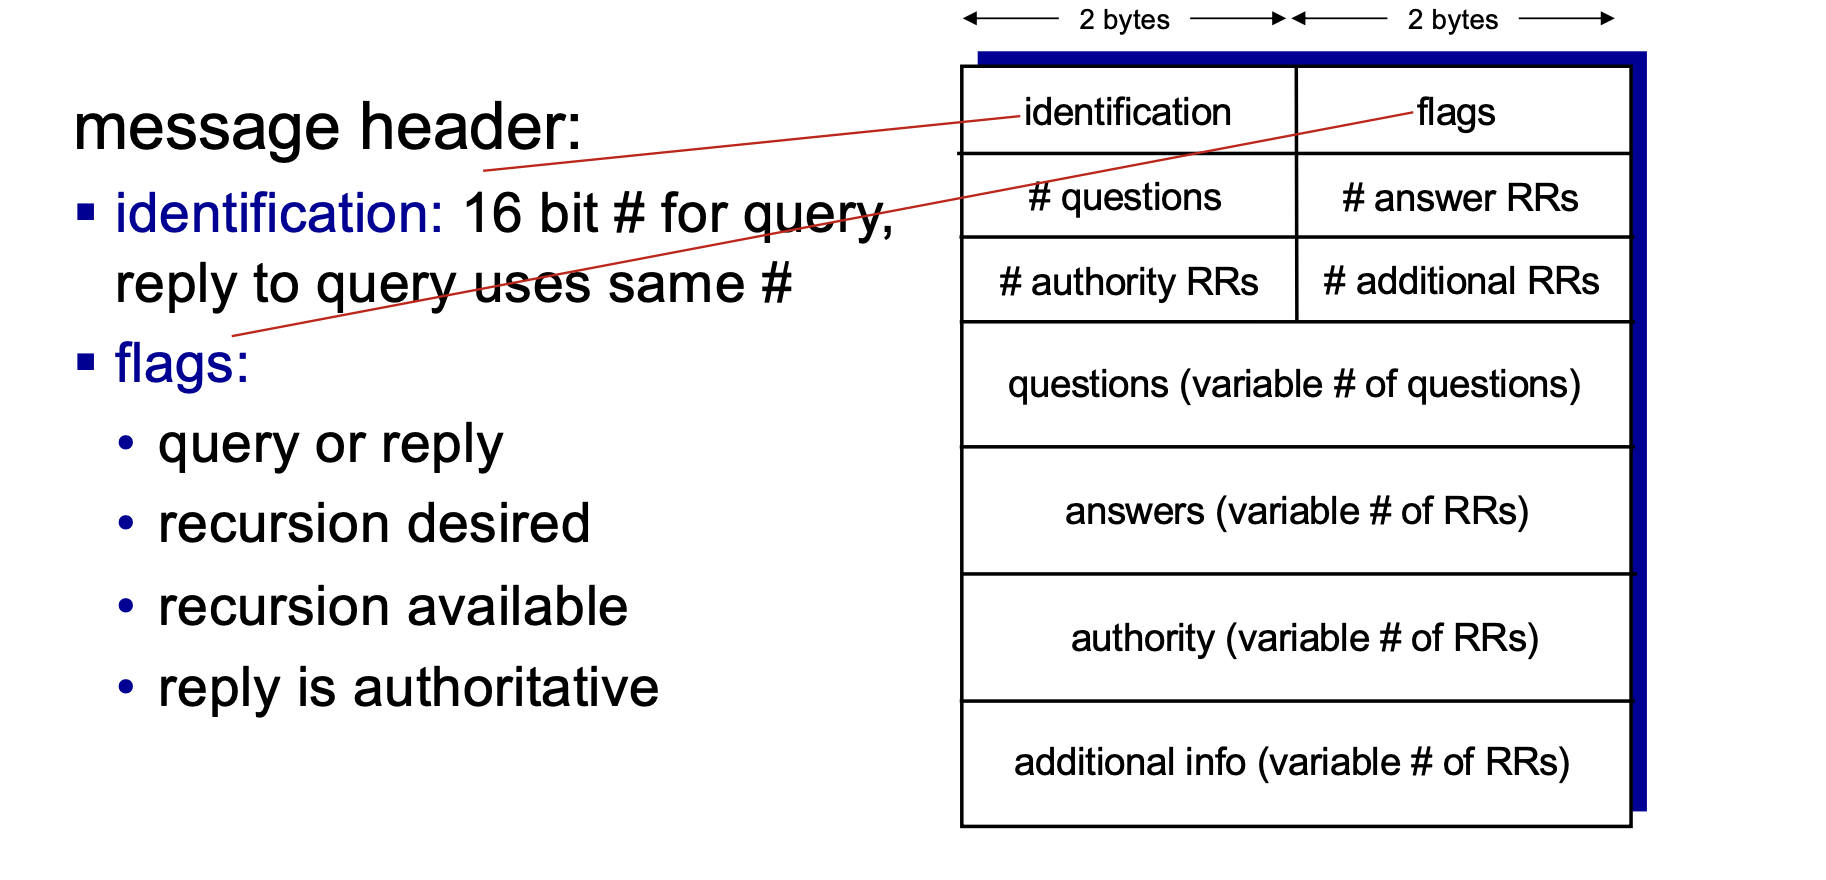 message header:
▪ identification: 16 bit # for query,
reply to query uses same #
▪ flags:
• query or reply
• recursion desired
• recursion available
• reply is authoritative
2 bytes 2 bytes
identification flags
# questions # answer RRs
# authority RRs # additional RRs
questions (variable # of questions)
answers (variable # of RRs)
authority (variable # of RRs)
additional info (variable # of RRs)